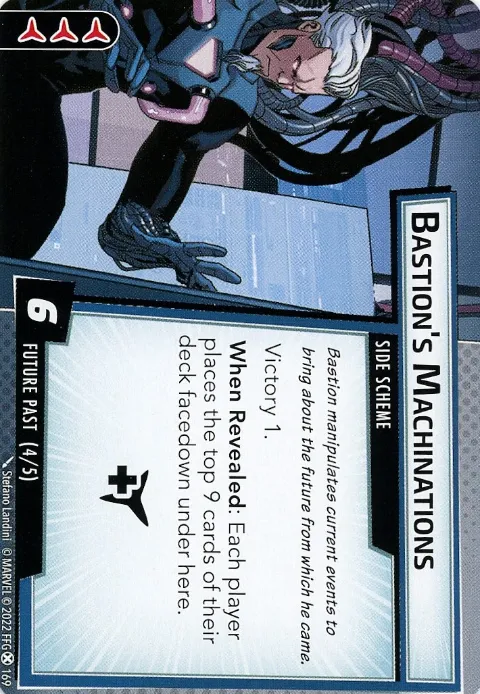 BASTION'S MACHINATIONS
SIDE SCHEME
Bastion manipulates current events to
bring about the future from which he came.
Victory 1.
When Revealed: Each player
places the top 9 cards of their
deck facedown under here.
6
FUTURE PAST (4/5)
Stefano Landini © MARVEL © 2022 FFG 169